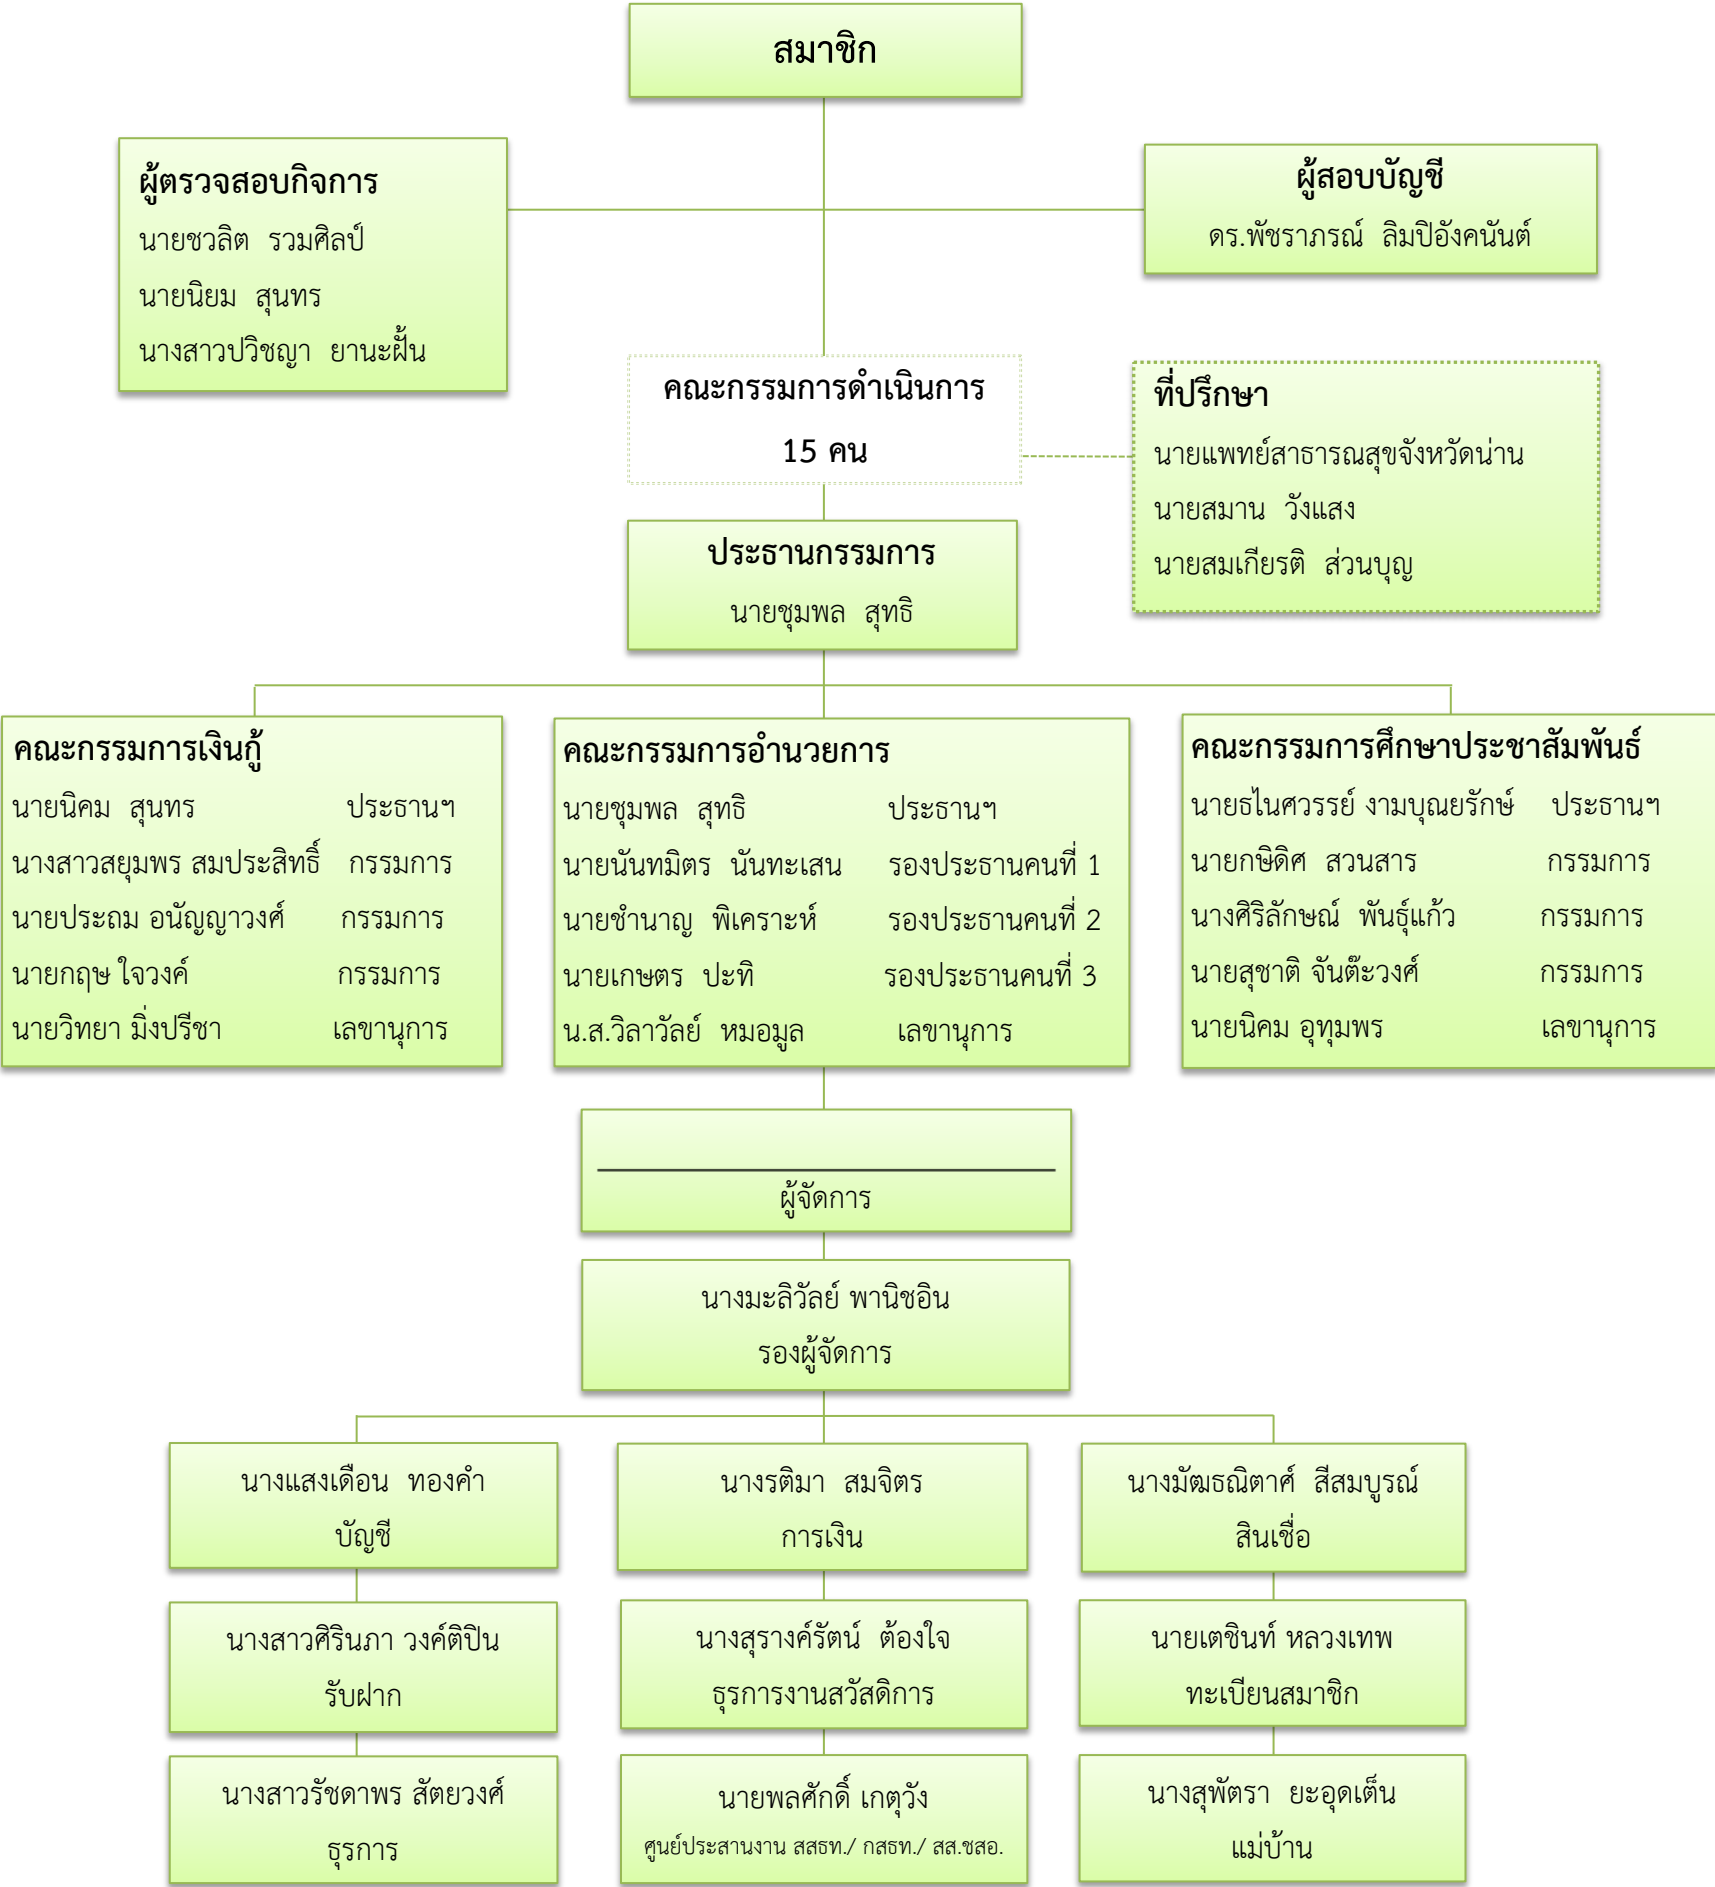 สมาชิก
ผู้ตรวจสอบกิจการ
นายชวลิต รวมศิลป์
นายนิยม สุนทร
นางสาวปวิชญา ยานะฝั้น
ผู้สอบบัญชี
ดร.พัชราภรณ์ ลิมปิอังคนันต์
คณะกรรมการดำเนินการ
15 คน
ที่ปรึกษา
นายแพทย์สาธารณสุขจังหวัดน่าน
นายสมาน วังแสง
นายสมเกียรติ ส่วนบุญ
ประธานกรรมการ
นายชุมพล สุทธิ
คณะกรรมการเงินกู้
นายนิคม สุนทร ประธานฯ
นางสาวสยุมพร สมประสิทธิ์ กรรมการ
นายประถม อนัญญาวงศ์ กรรมการ
นายกฤษ ใจวงค์ กรรมการ
นายวิทยา มิ่งปรีชา เลขานุการ
คณะกรรมการอำนวยการ
นายชุมพล สุทธิ ประธานฯ
นายนันทมิตร นันทะเสน รองประธานคนที่ 1
นายชำนาญ พิเคราะห์ รองประธานคนที่ 2
นายเกษตร ปะทิ รองประธานคนที่ 3
น.ส.วิลาวัลย์ หมอมูล เลขานุการ
คณะกรรมการศึกษาประชาสัมพันธ์
นายธไนศวรรย์ งามบุณยรักษ์ ประธานฯ
นายกษิดิศ สวนสาร กรรมการ
นางศิริลักษณ์ พันธุ์แก้ว กรรมการ
นายสุชาติ จันต๊ะวงศ์ กรรมการ
นายนิคม อุทุมพร เลขานุการ
ผู้จัดการ
นางมะลิวัลย์ พานิชอิน
รองผู้จัดการ
นางแสงเดือน ทองคำ
บัญชี
นางรติมา สมจิตร
การเงิน
นางมัฒธณิตาศ์ สีสมบูรณ์
สินเชื่อ
นางสาวศิรินภา วงค์ติปิน
รับฝาก
นางสุรางค์รัตน์ ต้องใจ
ธุรการงานสวัสดิการ
นายเตชินท์ หลวงเทพ
ทะเบียนสมาชิก
นางสาวรัชดาพร สัตยวงศ์
ธุรการ
นายพลศักดิ์ เกตุวัง
ศูนย์ประสานงาน สสธท./ กสธท./ สส.ชสอ.
นางสุพัตรา ยะอุดเต็น
แม่บ้าน